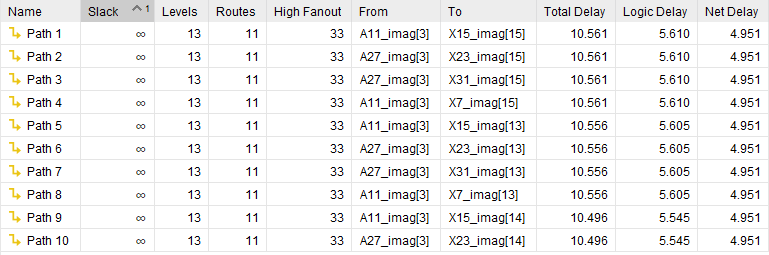 Name Slack 1 Levels Routes High Fanout From To Total Delay Logic Delay Net Delay
Path 1 ∞ 13 11 33 A11_imag[3] X15_imag[15] 10.561 5.610 4.951
Path 2 ∞ 13 11 33 A27_imag[3] X23_imag[15] 10.561 5.610 4.951
Path 3 ∞ 13 11 33 A27_imag[3] X31_imag[15] 10.561 5.610 4.951
Path 4 ∞ 13 11 33 A11_imag[3] X7_imag[15] 10.561 5.610 4.951
Path 5 ∞ 13 11 33 A11_imag[3] X15_imag[13] 10.556 5.605 4.951
Path 6 ∞ 13 11 33 A27_imag[3] X23_imag[13] 10.556 5.605 4.951
Path 7 ∞ 13 11 33 A27_imag[3] X31_imag[13] 10.556 5.605 4.951
Path 8 ∞ 13 11 33 A11_imag[3] X7_imag[13] 10.556 5.605 4.951
Path 9 ∞ 13 11 33 A11_imag[3] X15_imag[14] 10.496 5.545 4.951
Path 10 ∞ 13 11 33 A27_imag[3] X23_imag[14] 10.496 5.545 4.951